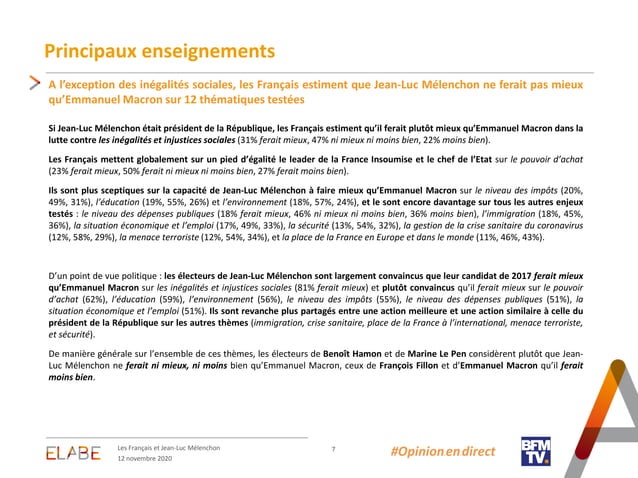 Principaux enseignements
A l’exception des inégalités sociales, les Français estiment que Jean-Luc Mélenchon ne ferait pas mieux
qu’Emmanuel Macron sur 12 thématiques testées
Si Jean-Luc Mélenchon était président de la République, les Français estiment qu’il ferait plutôt mieux qu’Emmanuel Macron dans la
lutte contre les inégalités et injustices sociales (31% ferait mieux, 47% ni mieux ni moins bien, 22% moins bien).
Les Français mettent globalement sur un pied d’égalité le leader de la France Insoumise et le chef de l’Etat sur le pouvoir d’achat
(23% ferait mieux, 50% ferait ni mieux ni moins bien, 27% ferait moins bien).
Ils sont plus sceptiques sur la capacité de Jean-Luc Mélenchon à faire mieux qu’Emmanuel Macron sur le niveau des impôts (20%,
49%, 31%), l’éducation (19%, 55%, 26%) et l’environnement (18%, 57%, 24%), et le sont encore davantage sur tous les autres enjeux
testés : le niveau des dépenses publiques (18% ferait mieux, 46% ni mieux ni moins bien, 36% moins bien), l’immigration (18%, 45%,
36%), la situation économique et l’emploi (17%, 49%, 33%), la sécurité (13%, 54%, 32%), la gestion de la crise sanitaire du coronavirus
(12%, 58%, 29%), la menace terroriste (12%, 54%, 34%), et la place de la France en Europe et dans le monde (11%, 46%, 43%).
D’un point de vue politique : les électeurs de Jean-Luc Mélenchon sont largement convaincus que leur candidat de 2017 ferait mieux
qu’Emmanuel Macron sur les inégalités et injustices sociales (81% ferait mieux) et plutôt convaincus qu’il ferait mieux sur le pouvoir
d’achat (62%), l’éducation (59%), l’environnement (56%), le niveau des impôts (55%), le niveau des dépenses publiques (51%), la
situation économique et l’emploi (51%). Ils sont revanche plus partagés entre une action meilleure et une action similaire à celle du
président de la République sur les autres thèmes (immigration, crise sanitaire, place de la France à l’international, menace terroriste,
et sécurité).
De manière générale sur l’ensemble de ces thèmes, les électeurs de Benoît Hamon et de Marine Le Pen considèrent plutôt que Jean-
Luc Mélenchon ne ferait ni mieux, ni moins bien qu’Emmanuel Macron, ceux de François Fillon et d’Emmanuel Macron qu’il ferait
moins bien.
ELABE
Les Français et Jean-Luc Mélenchon
12 novembre 2020
7
#Opinionendirect
BFM
TV.